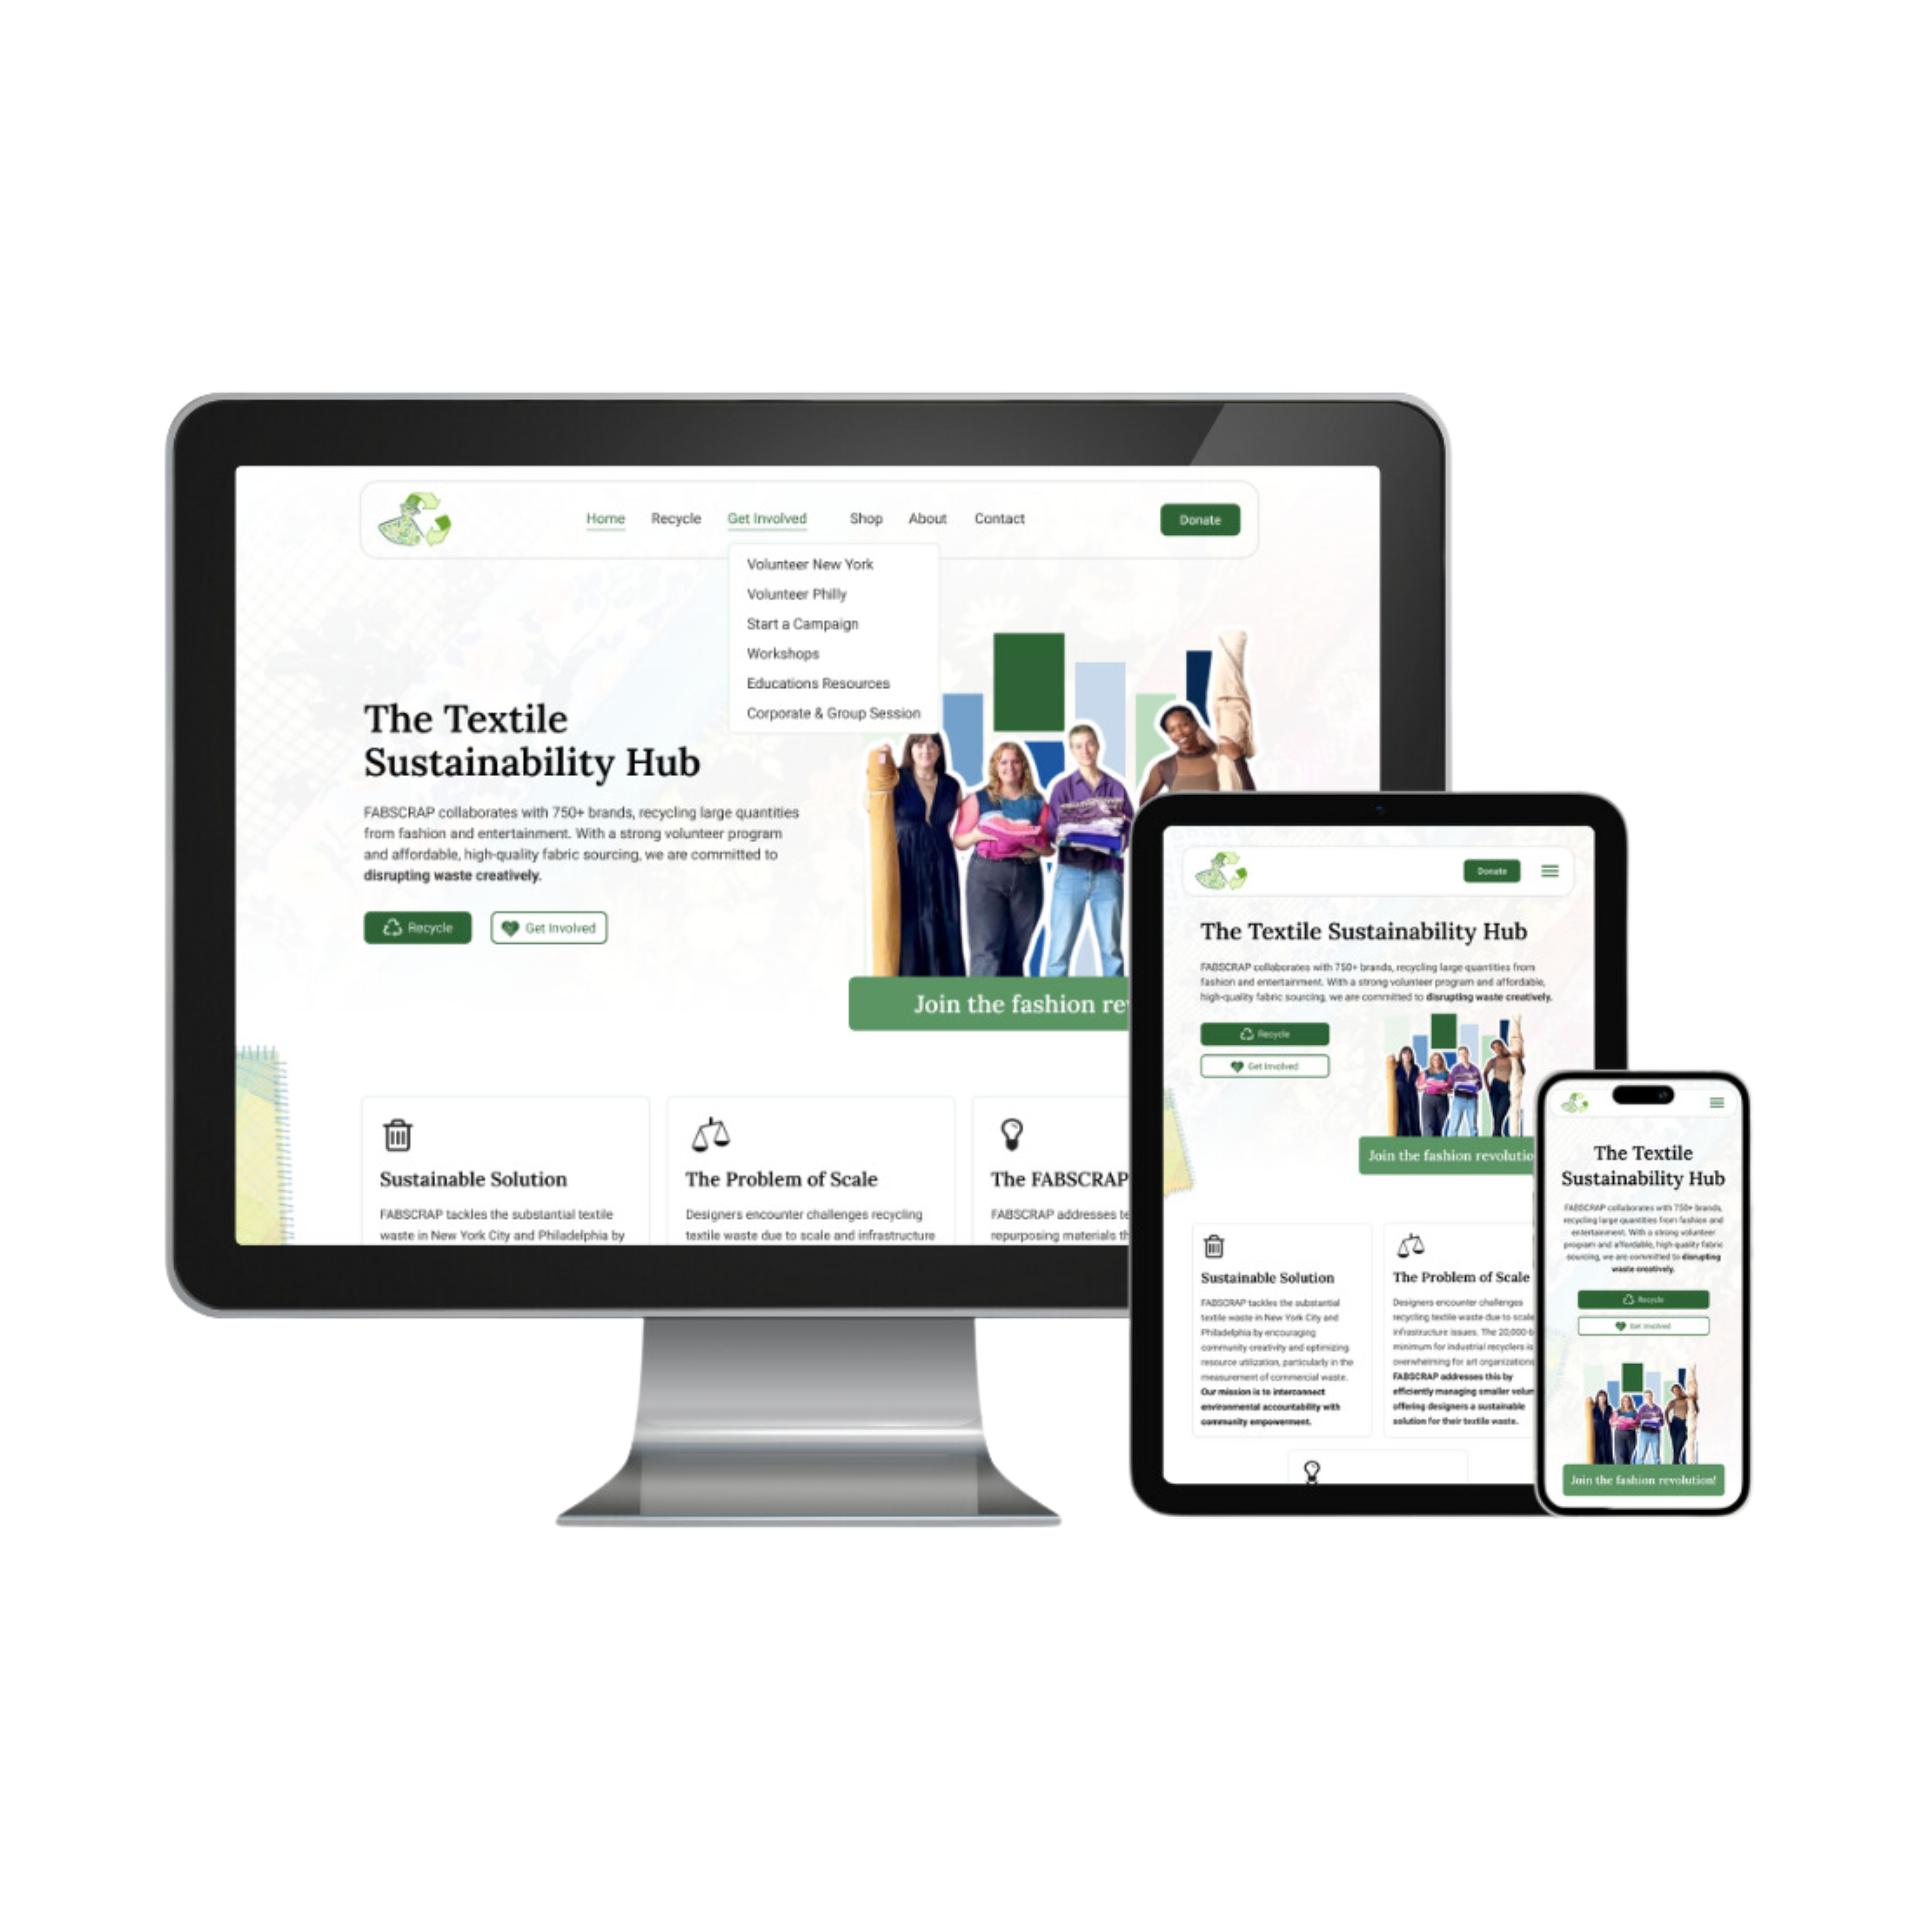 Home Recycle Get Involved Shop About Contact Donate
Volunteer New York
Volunteer Philly
Start a Campaign
Workshops
Educations Resources
Corporate & Group Session
The Textile
Sustainability Hub
FABSCRAP collaborates with 750+ brands, recycling large quantities
from fashion and entertainment. With a strong volunteer program
and affordable, high-quality fabric sourcing, we are committed to
disrupting waste creatively.
Recycle Get Involved
Join the fashion re
Sustainable Solution
FABSCRAP tackles the substantial textile
waste in New York City and Philadelphia by
The Problem of Scale
Designers encounter challenges recycling
textile waste due to scale and infrastructure
The FABSCRAP
FABSCRAP addresses te
repurposing materials th
Donate
The Textile Sustainability Hub
FABSCRAP collaborates with 750+ brands, recycling large quantities from
fashion and entertainment. With a strong volunteer program and affordable,
high-quality fabric sourcing, we are committed to disrupting waste creatively.
Recycle
Get Involved
Join the fashion revolutio
Sustainable Solution
FABSCRAP tackles the substantial
textile waste in New York City and
Philadelphia by encouraging
community creativity and optimizing
resource utilization, particularly in the
measurement of commercial waste.
Our mission is to interconnect
environmental accountability with
community empowerment.
The Problem of Scale
Designers encounter challenges
recycling textile waste due to scale
infrastructure issues. The 20,000-
minimum for industrial recyclers is
overwhelming for art organizations
FABSCRAP addresses this by
efficiently managing smaller volum
offering designers a sustainable
solution for their textile waste.
The Textile
Sustainability Hub
FABSCRAP collaborates with 750+ brands,
recycling large quantities from fashion and
entertainment. With a strong volunteer
program and affordable, high-quality fabric
sourcing, we are committed to disrupting
waste creatively.
Recycle
Get Involved
Join the fashion revolution!